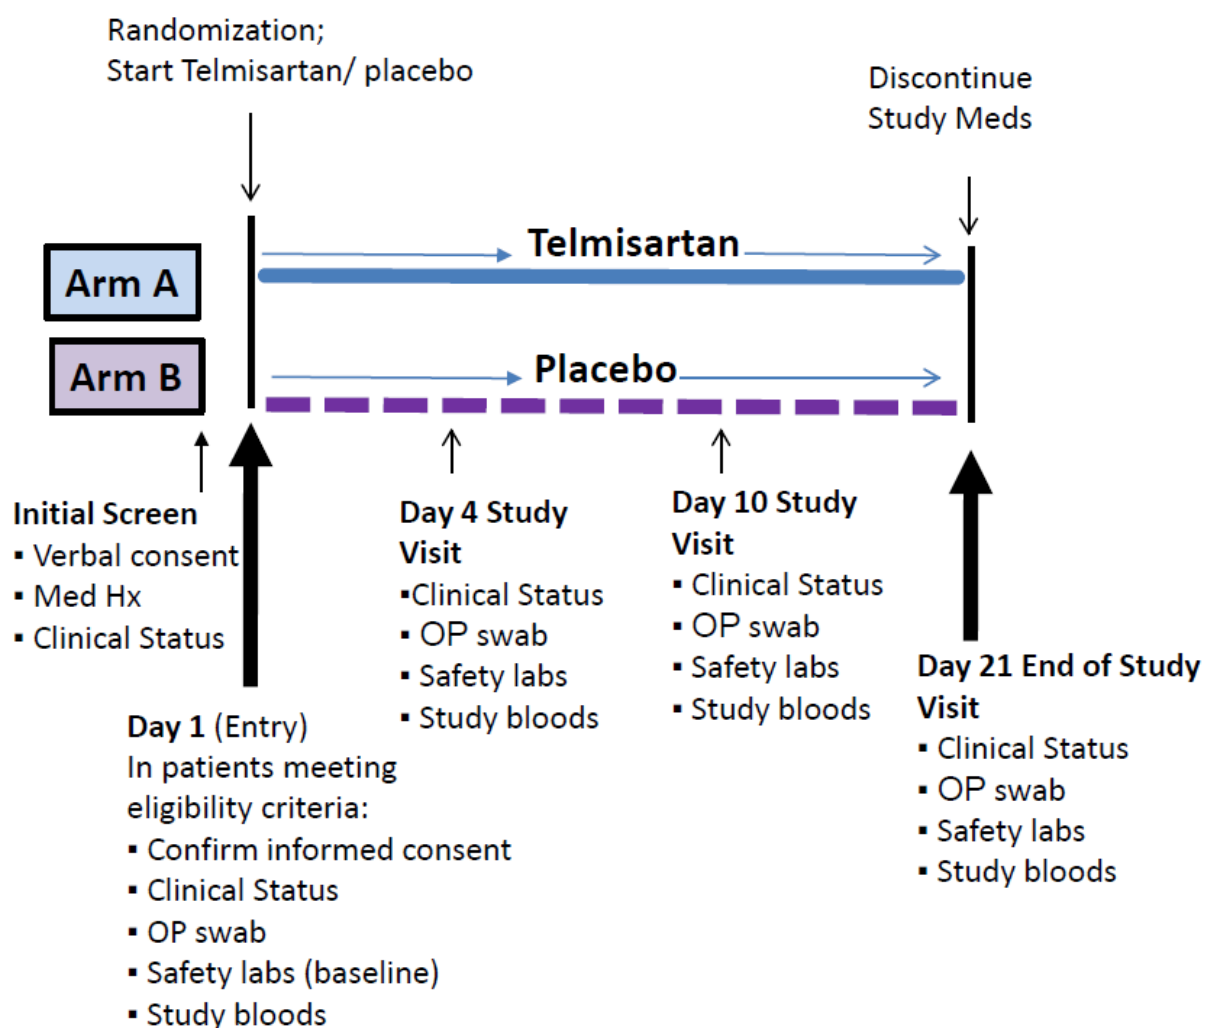 Randomization;
Start Telmisartan/ placebo
Discontinue
Study Meds
Arm A
Telmisartan
Arm B
Placebo
Initial Screen
▪ Verbal consent
▪ Med Hx
▪ Clinical Status
Day 1 (Entry)
In patients meeting
eligibility criteria:
▪ Confirm informed consent
▪ Clinical Status
▪ OP swab
▪ Safety labs (baseline)
▪ Study bloods
Day 4 Study
Visit
▪Clinical Status
▪ OP swab
▪ Safety labs
▪ Study bloods
Day 10 Study
Visit
▪ Clinical Status
▪ OP swab
▪ Safety labs
▪ Study bloods
Day 21 End of Study
Visit
▪ Clinical Status
▪ OP swab
▪ Safety labs
▪ Study bloods